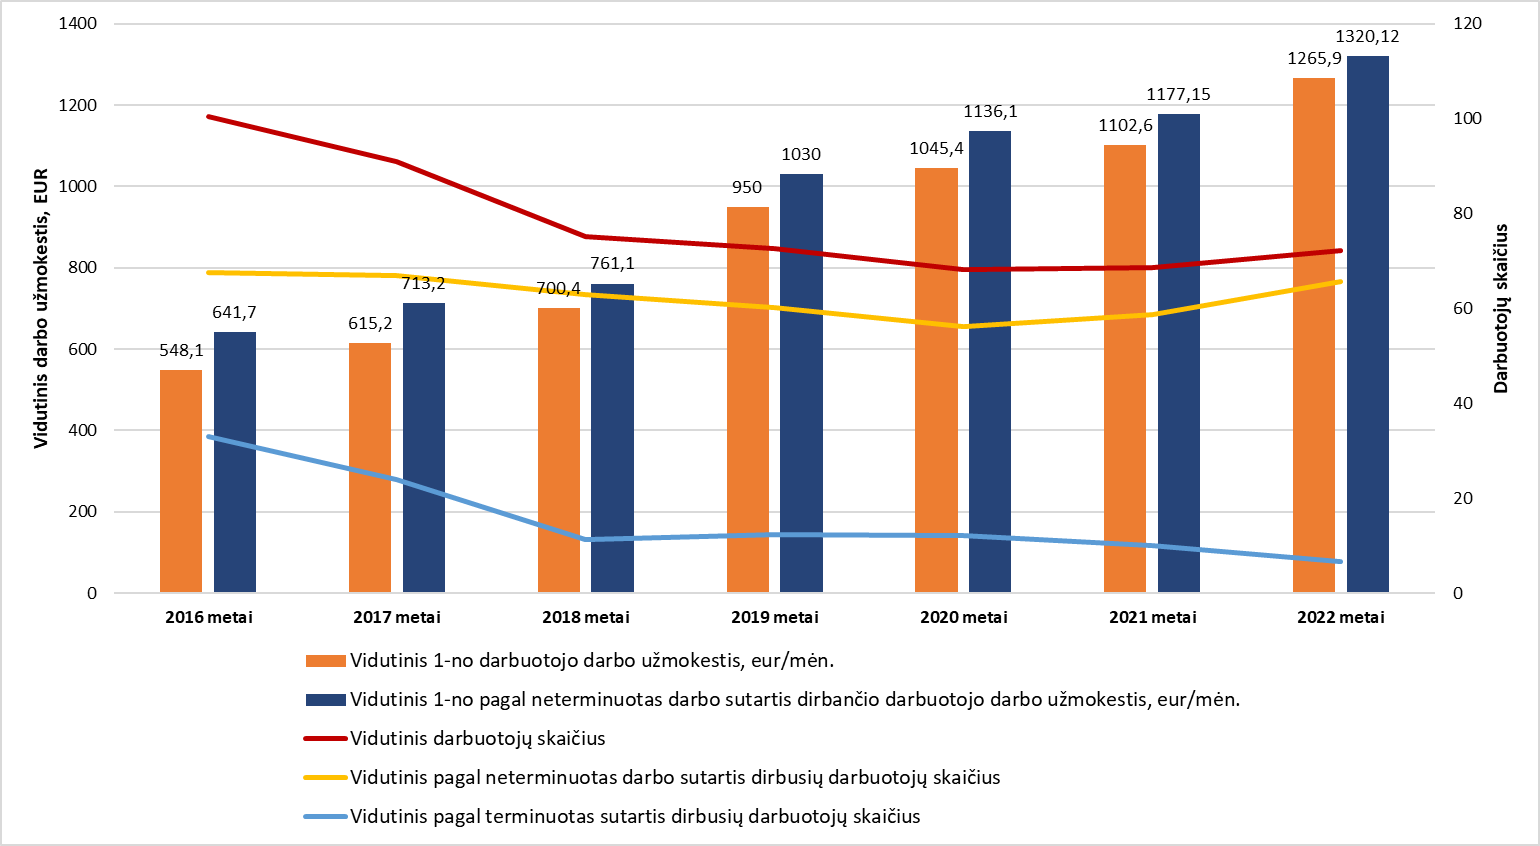 1400
1200
1000
800
600
400
200
0
Vidutinis darbo užmokestis, EUR
120
100
80
60
40
20
0
Darbuotojų skaičius
548,1
641,7
615,2
713,2
700,4
761,1
950
1030
1045,4
1136,1
1102,6
1177,15
1265,9
1320,12
2016 metai
2017 metai
2018 metai
2019 metai
2020 metai
2021 metai
2022 metai
Vidutinis 1-no darbuotojo darbo užmokestis, eur/mėn.
Vidutinis 1-no pagal neterminuotas darbo sutartis dirbančio darbuotojo darbo užmokestis, eur/mėn.
Vidutinis darbuotojų skaičius
Vidutinis pagal neterminuotas darbo sutartis dirbusių darbuotojų skaičius
Vidutinis pagal terminuotas sutartis dirbusių darbuotojų skaičius